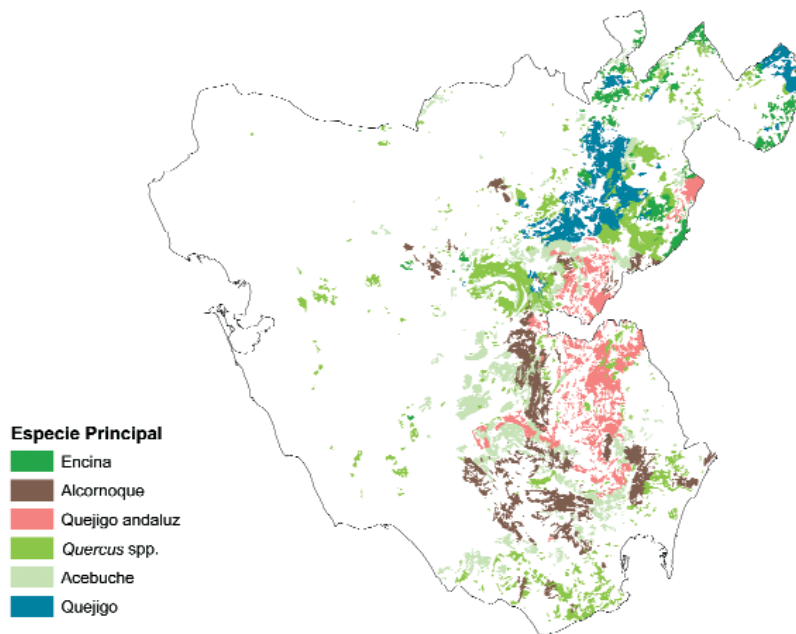 Especie Principal
Encina
Alcornoque
Quejigo andaluz
Quercus spp.
Acebuche
Quejigo